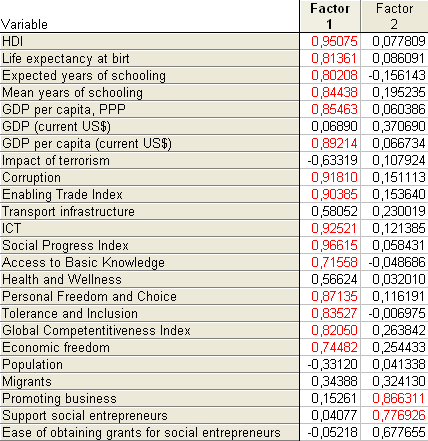 Variable Factor 1 Factor 2
HDI 0,95075 0,077809
Life expectancy at birt 0,81361 0,086091
Expected years of schooling 0,80208 -0,156143
Mean years of schooling 0,84438 0,195235
GDP per capita, PPP 0,85463 0,060386
GDP (current US$) 0,06890 0,370690
GDP per capita (current US$) 0,89214 0,066734
Impact of terrorism -0,63319 0,107924
Corruption 0,91810 0,151113
Enabling Trade Index 0,90385 0,153640
Transport infrastructure 0,58052 0,230019
ICT 0,92521 0,121385
Social Progress Index 0,96615 0,058431
Access to Basic Knowledge 0,71558 -0,048686
Health and Wellness 0,56624 0,032010
Personal Freedom and Choice 0,87135 0,116191
Tolerance and Inclusion 0,83527 -0,006975
Global Competentitiveness Index 0,82050 0,263842
Economic freedom 0,74482 0,254433
Population -0,33120 0,041338
Migrants 0,34388 0,324130
Promoting business 0,15261 0,866311
Support social entrepreneurs 0,04077 0,776926
Ease of obtaining grants for social entrepreneurs -0,05218 0,677655